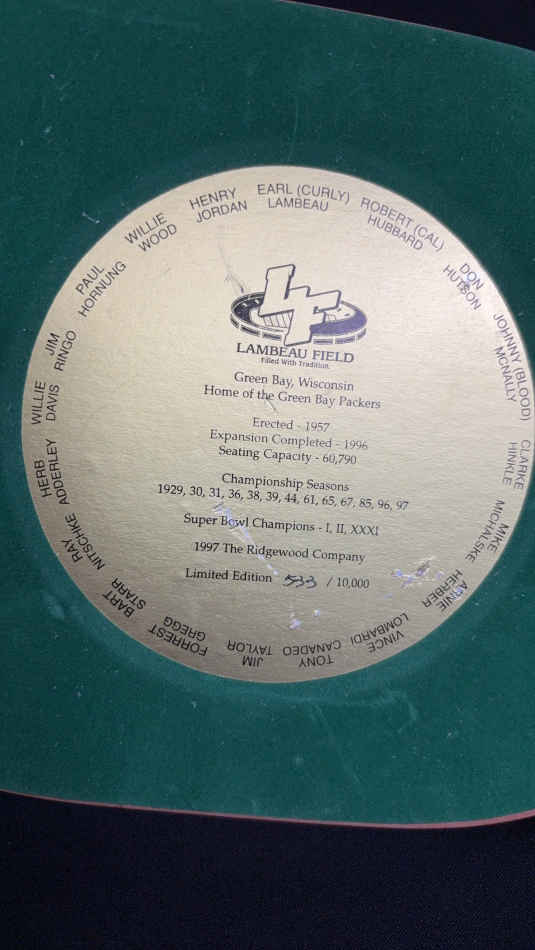 EARL (CURLY)
LAMBEAU
ROBERT (CAL)
HUBBARD
DON
HUTSON
JOHNNY (BLOOD)
MCNALLY
CLARKE
HINKLE
MIKE
MICHALSKE
ARNIE
HERBER
VINCE
LOMBARDI
TONY
CANADEO
JIM
TAYLOR
FORREST
GREGG
BART
STARR
RAY
NITSCHKE
HERB
ADDERLEY
WILLIE
DAVIS
JIM
RINGO
PAUL
HORNUNG
WILLIE
WOOD
HENRY
JORDAN
LF
LAMBEAU FIELD
Filled With Tradition
Green Bay, Wisconsin
Home of the Green Bay Packers
Erected - 1957
Expansion Completed - 1996
Seating Capacity - 60,790
Championship Seasons
1929, 30, 31, 36, 38, 39, 44, 61, 65, 67, 85, 96, 97
Super Bowl Champions - I, II, XXXI
1997 The Ridgewood Company
Limited Edition 533 / 10,000